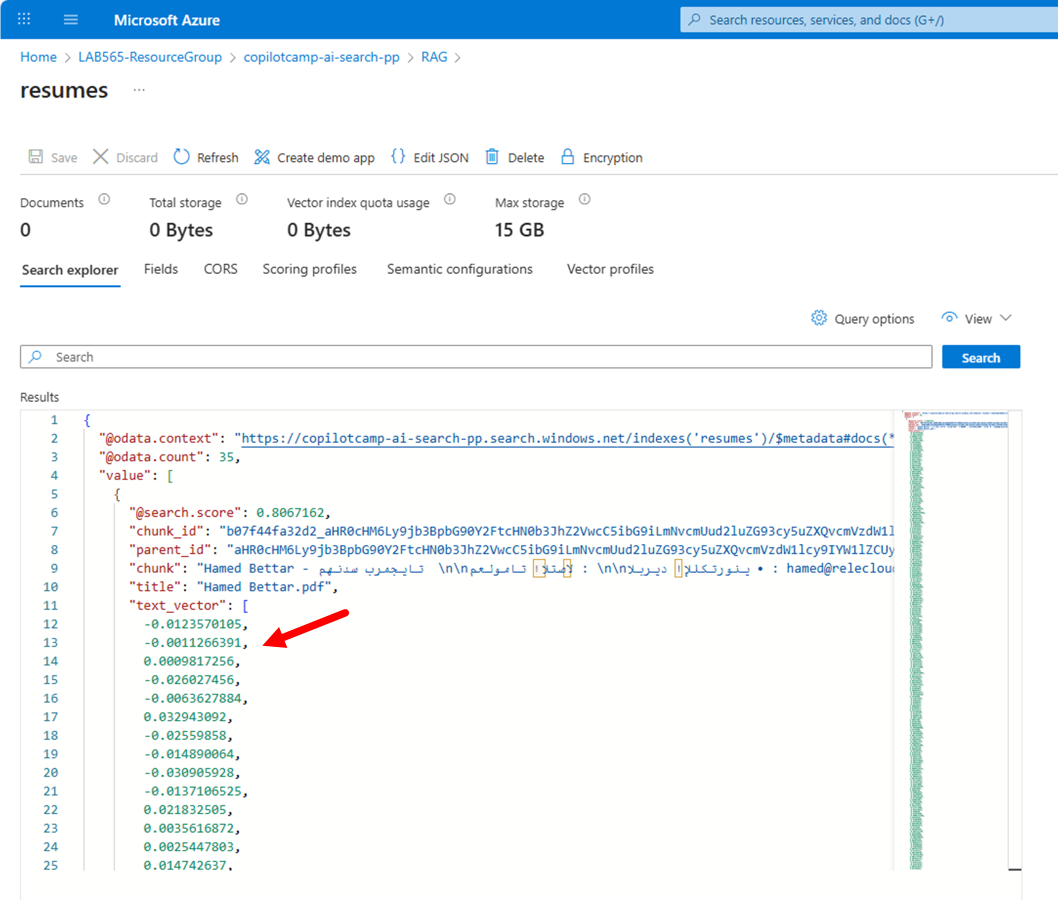 Microsoft Azure
Search resources, services, and docs (G+/)
Home > LAB565-ResourceGroup > copilotcamp-ai-search-pp > RAG >
resumes ...
Save Discard Refresh Create demo app {} Edit JSON Delete Encryption
Documents Total storage Vector index quota usage Max storage
0 0 Bytes 0 Bytes 15 GB
Search explorer Fields CORS Scoring profiles Semantic configurations Vector profiles
Query options View
Search Search
Results
1 {
2 "@odata.context": "https://copilotcamp-ai-search-pp.search.windows.net/indexes('resumes')/$metadata#docs(*
3 "@odata.count": 35,
4 "value": [
5 {
6 "@search.score": 0.8067162,
7 "chunk_id":
8 "parent_id":
9 "chunk": "Hamed Bettar - \n\n : \n\n • : hamed@relecloud
10 "title": "Hamed Bettar.pdf",
11 "text_vector": [
12 -0.0123570105,
13 -0.0011266391,
14 0.0009817256,
15 -0.026027456,
16 -0.0063627884,
17 0.032943092,
18 -0.02559858,
19 -0.014890064,
20 -0.030905928,
21 -0.0137106525,
22 0.021832505,
23 0.0035616872,
24 0.0025447803,
25 0.014742637,